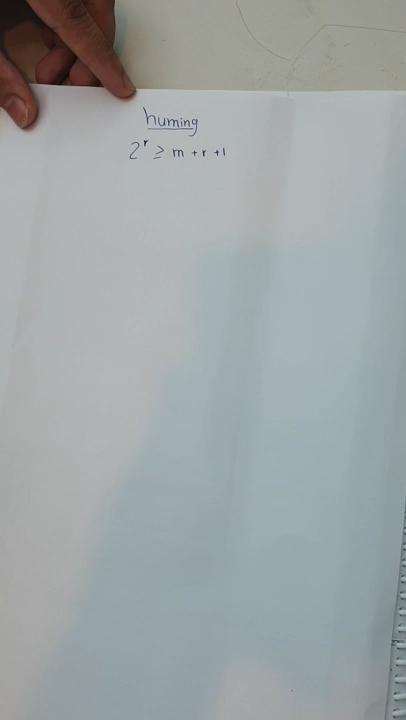 huming
2^r ≥ m + r + 1